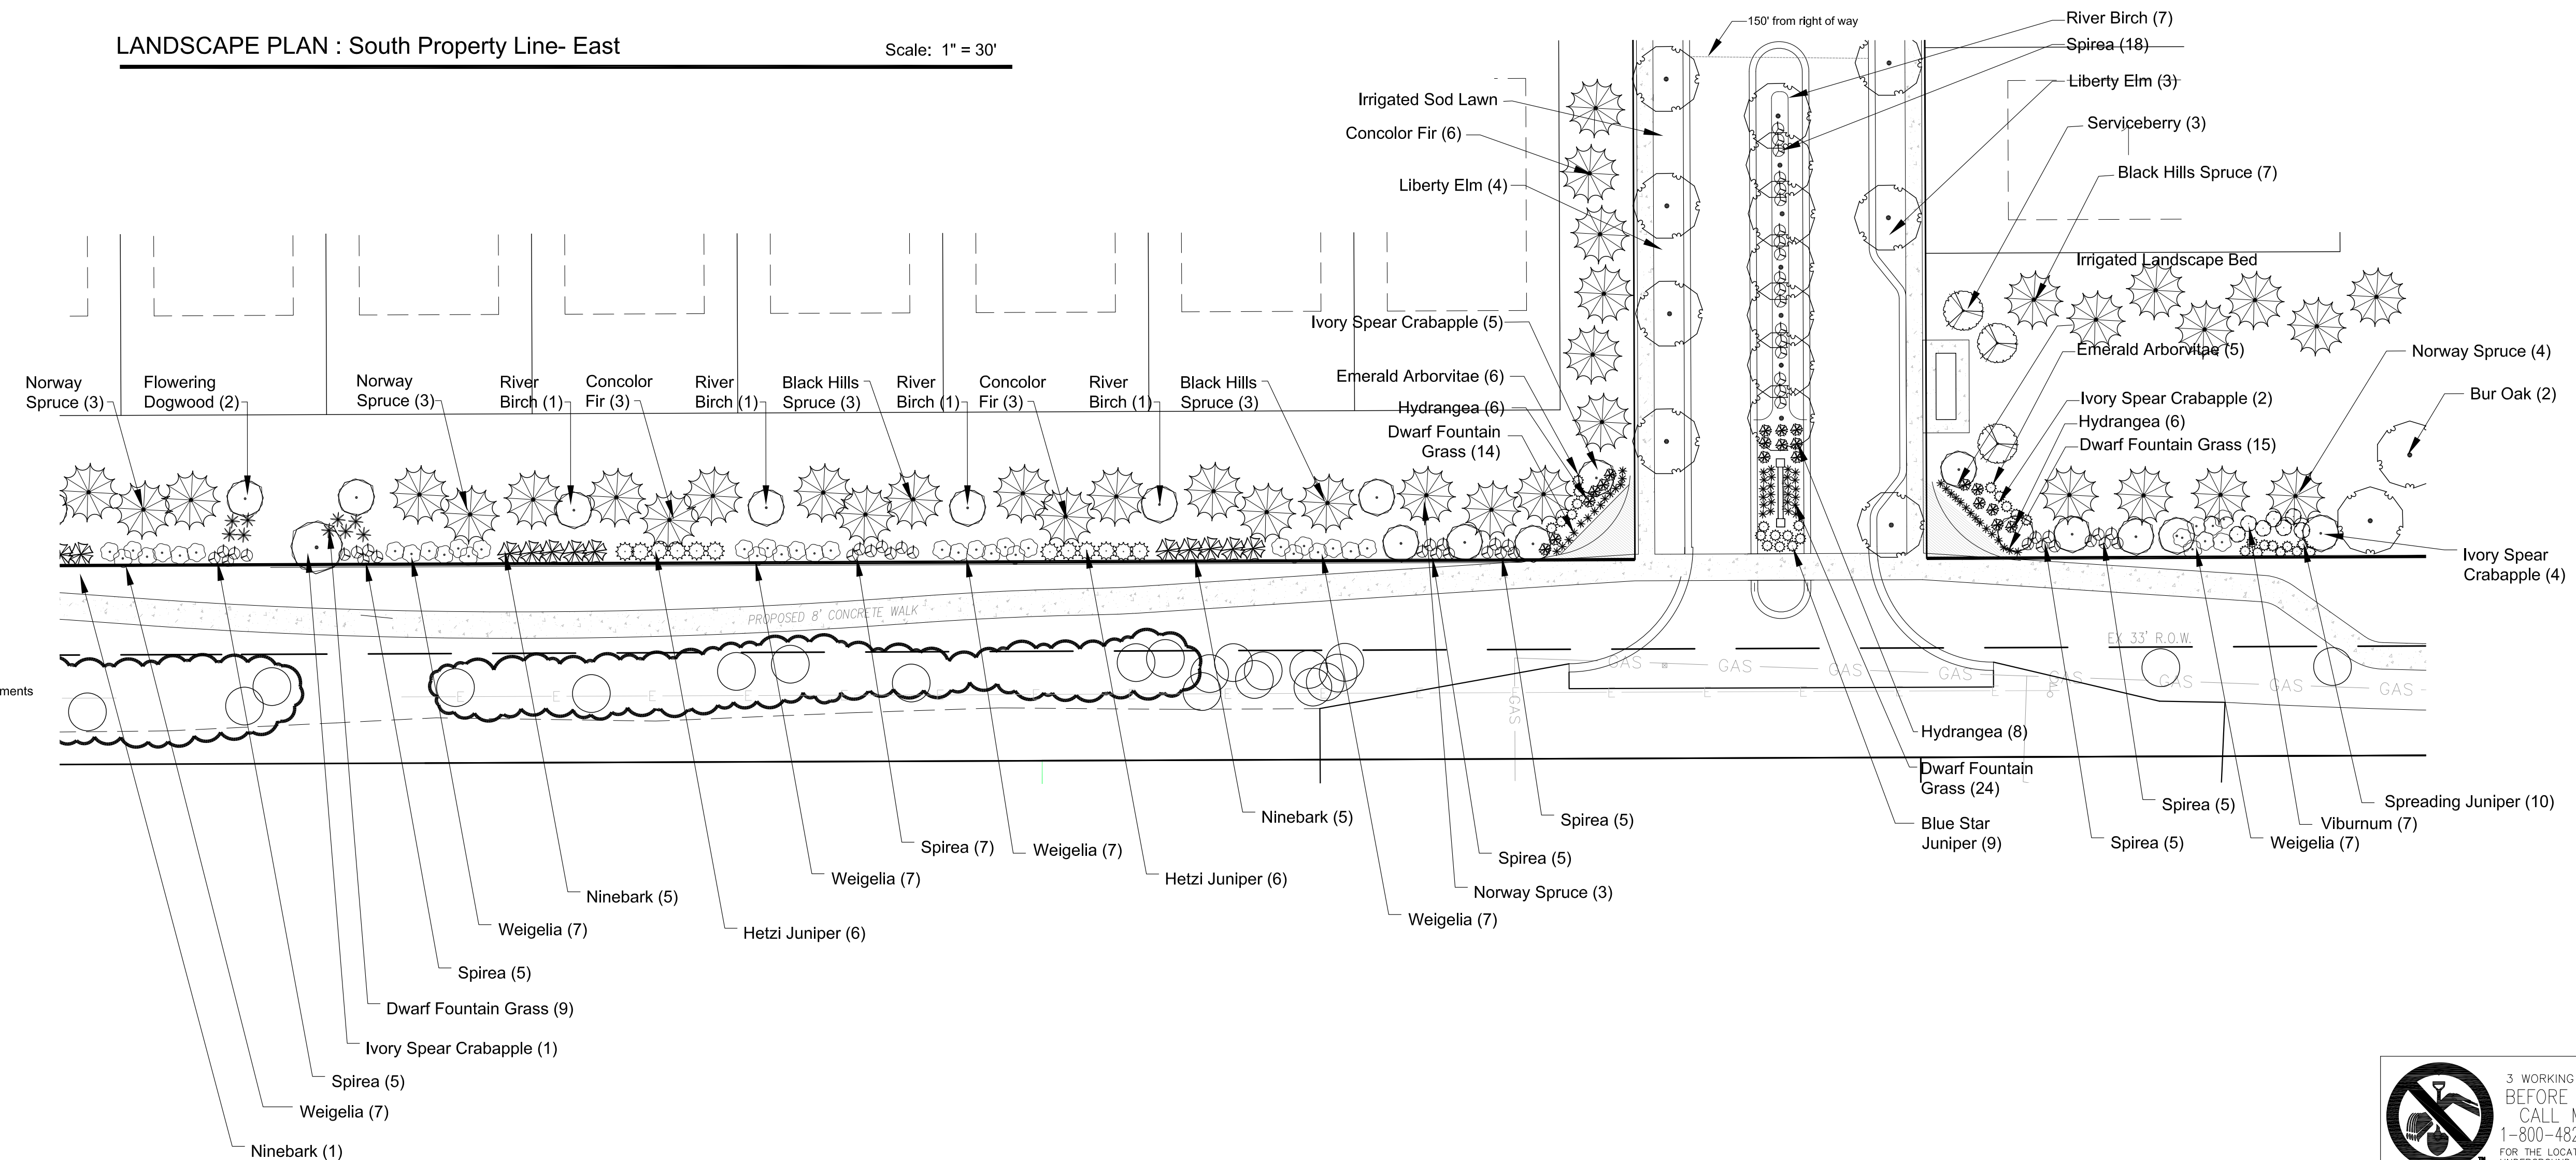 LANDSCAPE PLAN : South Property Line- East
Scale: 1" = 30'
150' from right of way
River Birch (7)
Spirea (18)
Liberty Elm (3)
Serviceberry (3)
Black Hills Spruce (7)
Irrigated Sod Lawn
Concolor Fir (6)
Liberty Elm (4)
Irrigated Landscape Bed
Ivory Spear Crabapple (5)
Emerald Arborvitae (6)
Hydrangea (6)
Dwarf Fountain
Grass (14)
Emerald Arborvitae (5)
Ivory Spear Crabapple (2)
Hydrangea (6)
Dwarf Fountain Grass (15)
Norway Spruce (4)
Bur Oak (2)
Ivory Spear
Crabapple (4)
Norway
Spruce (3)
Flowering
Dogwood (2)
Norway
Spruce (3)
River
Birch (1)
Concolor
Fir (3)
River
Birch (1)
Black Hills
Spruce (3)
River
Birch (1)
Concolor
Fir (3)
River
Birch (1)
Black Hills
Spruce (3)
PROPOSED 8' CONCRETE WALK
EX 33' R.O.W.
GAS GAS GAS GAS GAS GAS GAS GAS
GAS
E E E E E E E E E E E E
ments
Hydrangea (8)
Dwarf Fountain
Grass (24)
Blue Star
Juniper (9)
Spirea (5)
Spirea (5)
Weigelia (7)
Viburnum (7)
Spreading Juniper (10)
Ninebark (5)
Spirea (5)
Spirea (5)
Norway Spruce (3)
Weigelia (7)
Spirea (7)
Weigelia (7)
Weigelia (7)
Hetzi Juniper (6)
Ninebark (5)
Weigelia (7)
Hetzi Juniper (6)
Spirea (5)
Dwarf Fountain Grass (9)
Ivory Spear Crabapple (1)
Spirea (5)
Weigelia (7)
Ninebark (1)
3 WORKING
BEFORE
CALL
1-800-482
FOR THE LOCAT